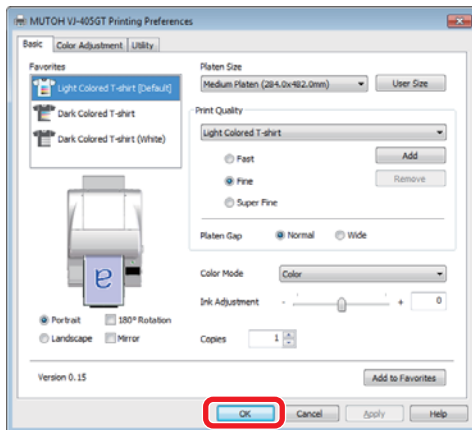 MUTOH VJ-405GT Printing Preferences
Basic
Color Adjustment
Utility
Favorites
Light Colored T-shirt [Default]
Dark Colored T-shirt
Dark Colored T-shirt (White)
a
Portrait
180° Rotation
Landscape
Mirror
Platen Size
Medium Platen (284.0x482.0mm)
User Size
Print Quality
Light Colored T-shirt
Fast
Add
Fine
Remove
Super Fine
Platen Gap
Normal
Wide
Color Mode
Color
Ink Adjustment
-
+
0
Copies
1
Version 0.15
Add to Favorites
OK
Cancel
Apply
Help